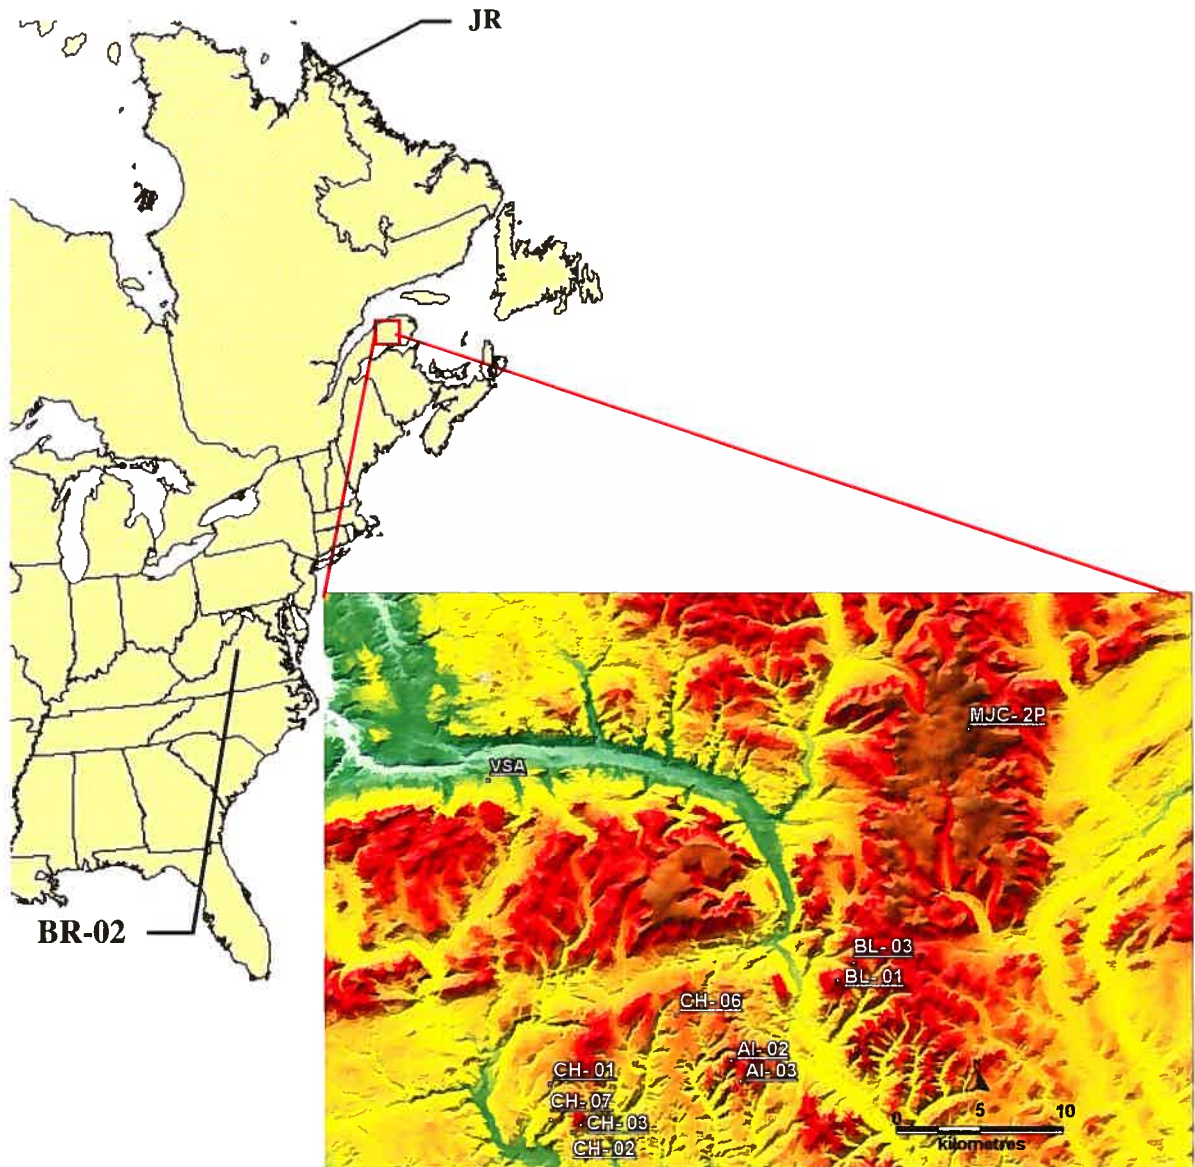 JR
MJC- 2P
VSA
BR-02
BL- 03
BL- 01
CH- 06
AI- 02
AI- 03
CH- 01
CH- 07
CH- 03
CH- 02
0 5 10
kilometres